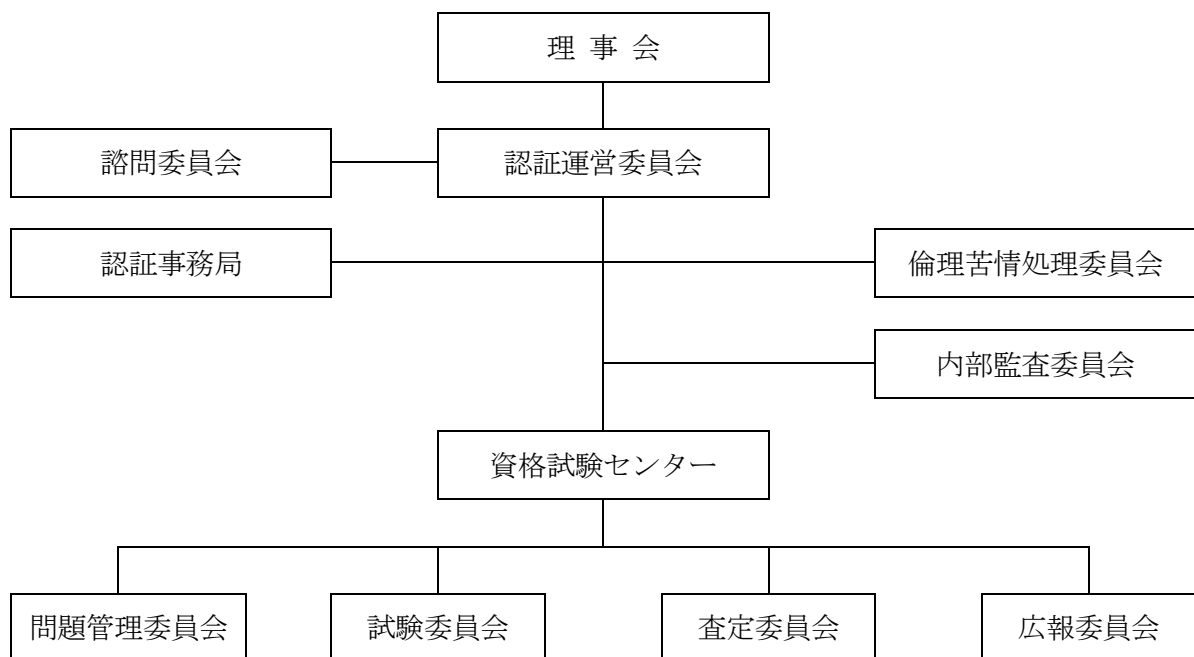 理 事 会
諮問委員会
認証運営委員会
認証事務局
倫理苦情処理委員会
内部監査委員会
資格試験センター
問題管理委員会
試験委員会
査定委員会
広報委員会